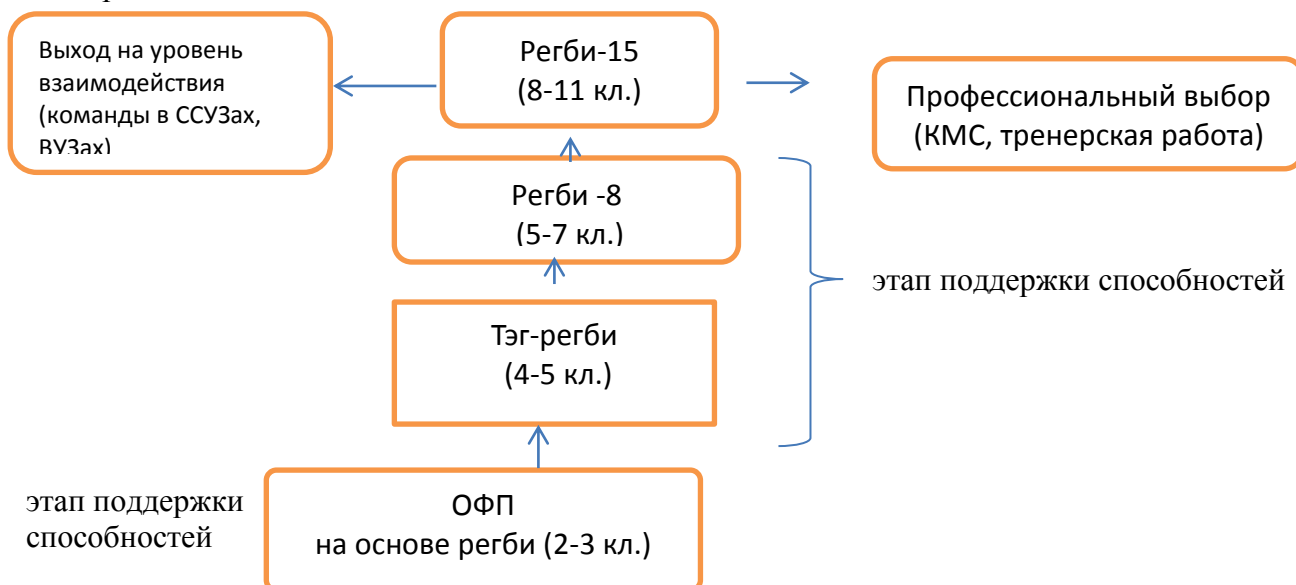 Выход на уровень
взаимодействия
(команды в ССУЗах,
ВУЗах)
Регби-15
(8-11 кл.)
Профессиональный выбор
(КМС, тренерская работа)
Регби -8
(5-7 кл.)
этап поддержки способностей
Тэг-регби
(4-5 кл.)
этап поддержки
способностей
ОФП
на основе регби (2-3 кл.)